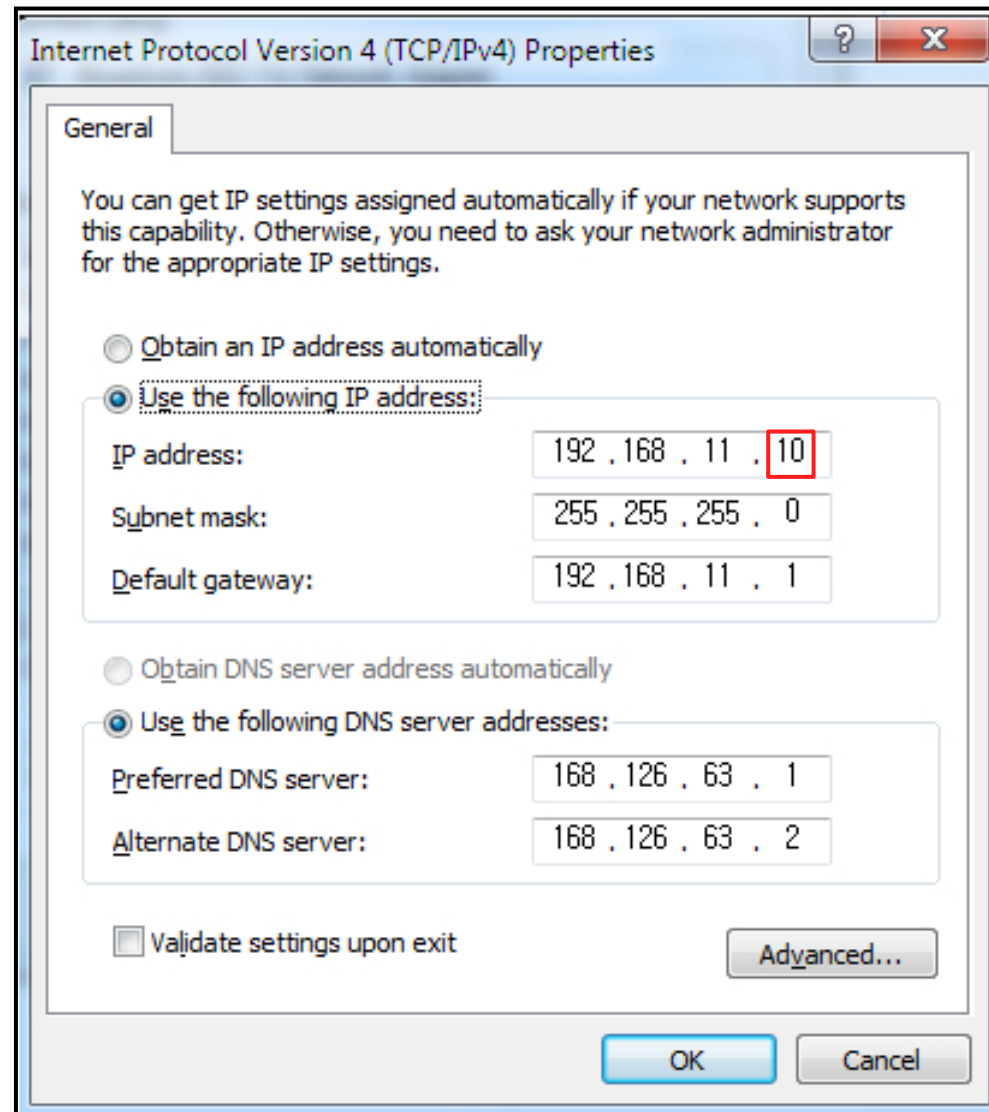 Internet Protocol Version 4 (TCP/IPv4) Properties
General
You can get IP settings assigned automatically if your network supports
this capability. Otherwise, you need to ask your network administrator
for the appropriate IP settings.
Obtain an IP address automatically
Use the following IP address:
IP address: 192 . 168 . 11 . 10
Subnet mask: 255 . 255 . 255 . 0
Default gateway: 192 . 168 . 11 . 1
Obtain DNS server address automatically
Use the following DNS server addresses:
Preferred DNS server: 168 . 126 . 63 . 1
Alternate DNS server: 168 . 126 . 63 . 2
Validate settings upon exit
Advanced...
OK Cancel